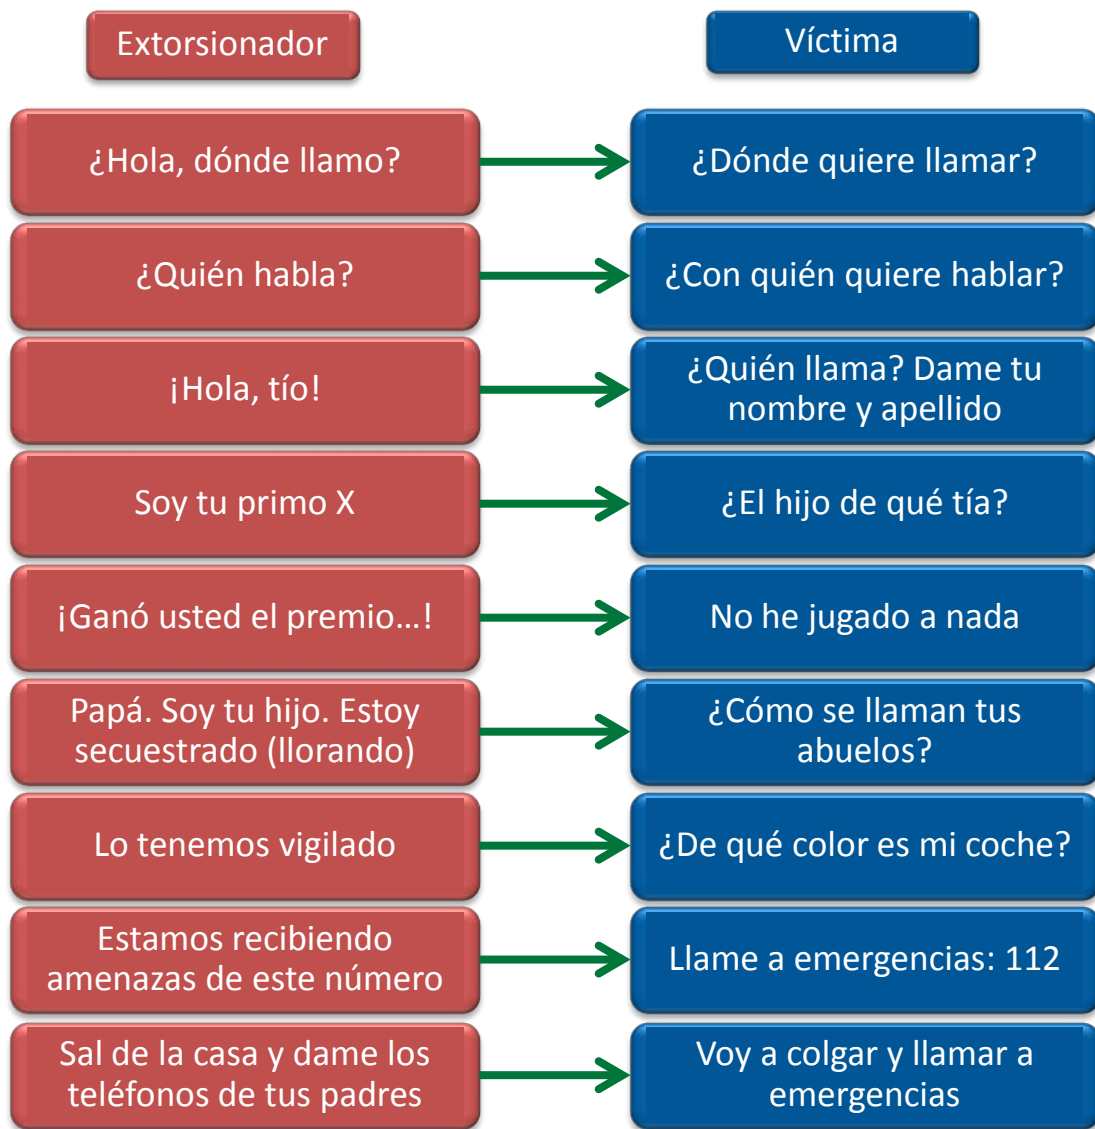 Extorsionador
Víctima
¿Hola, dónde llamo?
¿Dónde quiere llamar?
¿Quién habla?
¿Con quién quiere hablar?
¡Hola, tío!
¿Quién llama? Dame tu
nombre y apellido
Soy tu primo X
¿El hijo de qué tía?
¡Ganó usted el premio…!
No he jugado a nada
Papá. Soy tu hijo. Estoy
secuestrado (llorando)
¿Cómo se llaman tus
abuelos?
Lo tenemos vigilado
¿De qué color es mi coche?
Estamos recibiendo
amenazas de este número
Llame a emergencias: 112
Sal de la casa y dame los
teléfonos de tus padres
Voy a colgar y llamar a
emergencias